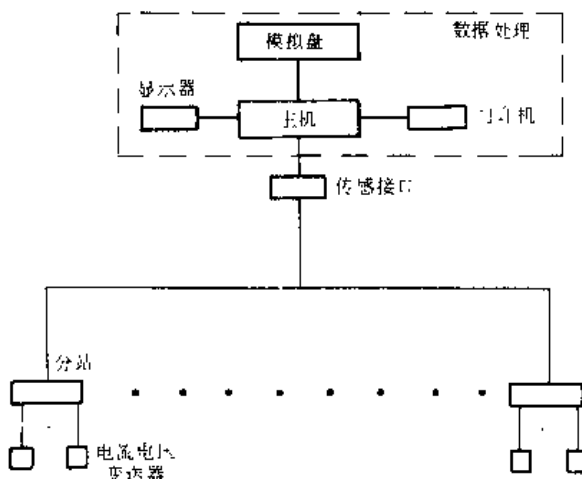 数据处理
模拟盘
显示器
主机
打印机
传感接口
分站
电流电压
变送器